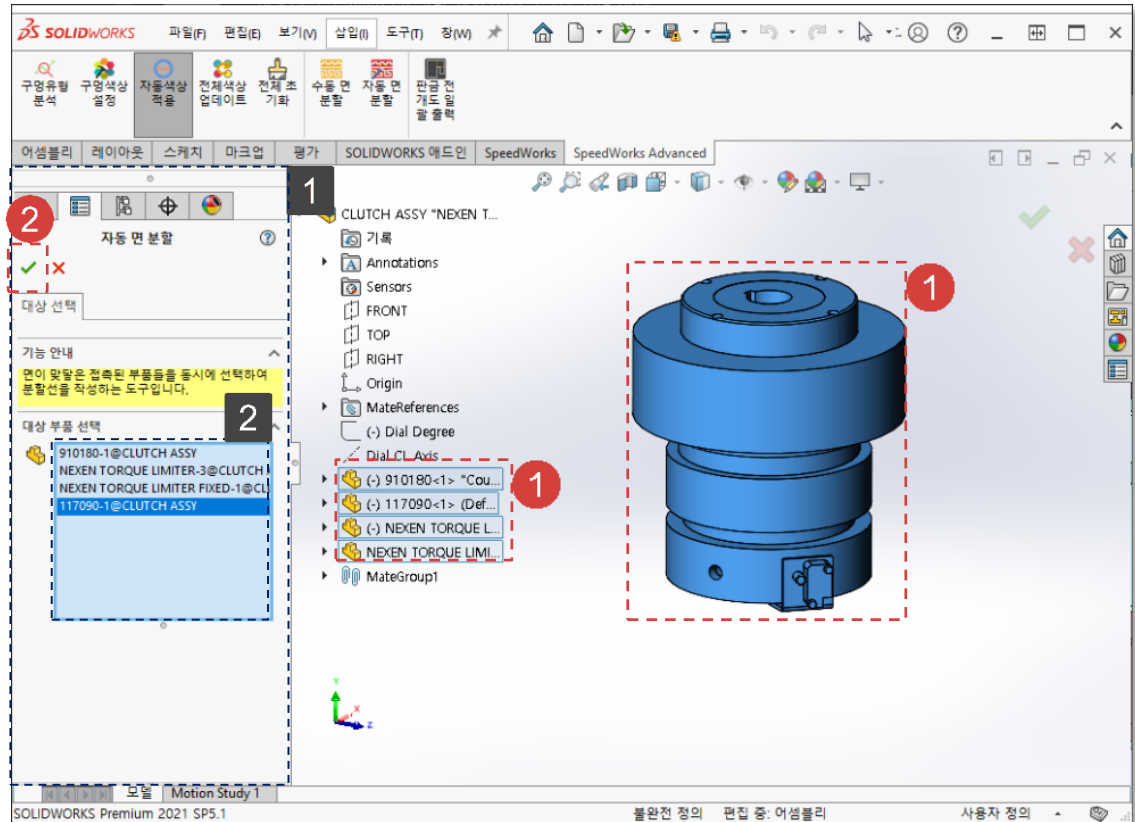 SOLIDWORKS 파일(F) 편집(E) 보기(V) 삽입(I) 도구(T) 창(W)
구멍유형 분석
구멍색상 설정
자동색상 적용
전체색상 업데이트
전체 초기화
수동 면 분할
자동 면 분할
판금 전개도 일괄 출력
어셈블리 레이아웃 스케치 마크업 평가 SOLIDWORKS 애드인 SpeedWorks SpeedWorks Advanced
1
2
자동 면 분할
대상 선택
기능 안내
면이 맞닿은 접촉된 부품들을 동시에 선택하여
분할선을 작성하는 도구입니다.
2
대상 부품 선택
910180-1@CLUTCH ASSY
NEXEN TORQUE LIMITER-3@CLUTCH
NEXEN TORQUE LIMITER FIXED-1@CL
117090-1@CLUTCH ASSY
CLUTCH ASSY "NEXEN T...
기록
Annotations
Sensors
FRONT
TOP
RIGHT
Origin
MateReferences
(-) Dial Degree
Dial CL Axis
(-) 910180<1> "Cou...
(-) 117090<1> (Def...
(-) NEXEN TORQUE L...
NEXEN TORQUE LIMI...
MateGroup1
1
1
Y
X
Z
모델 Motion Study 1
SOLIDWORKS Premium 2021 SP5.1 불완전 정의 편집 중: 어셈블리 사용자 정의